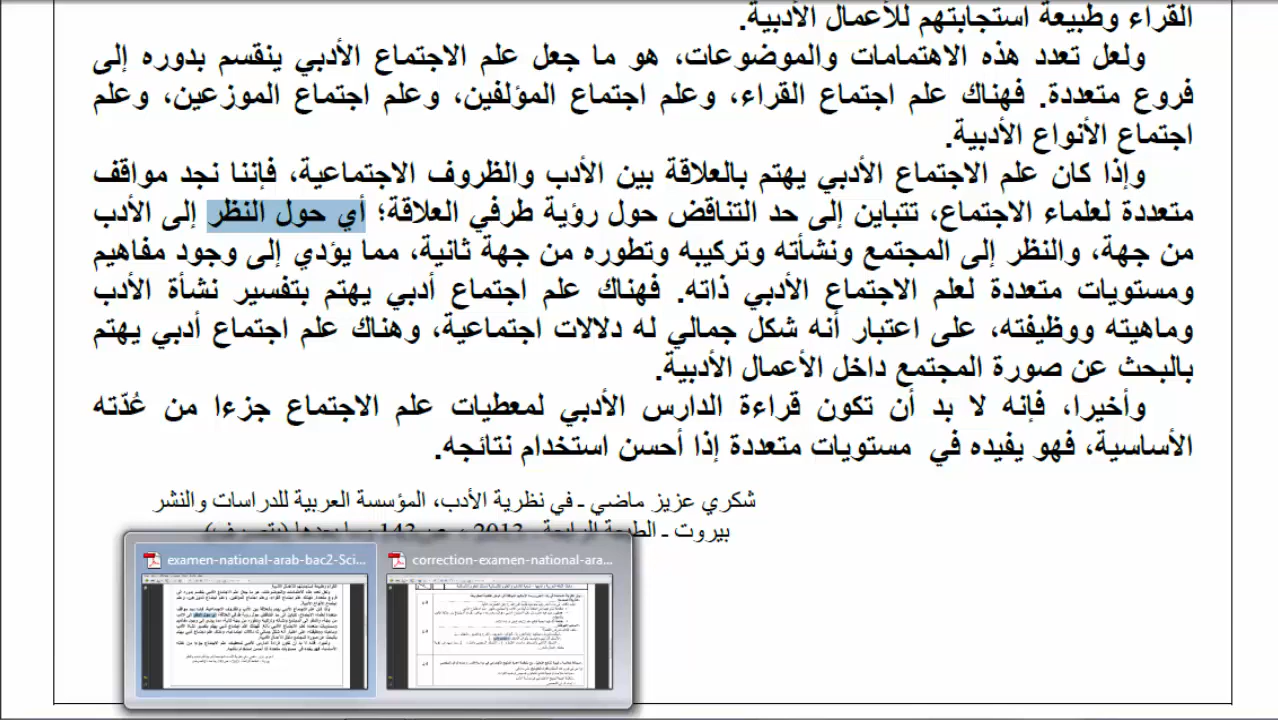 القراء وطبيعة استجابتهم للأعمال الأدبية.
ولعل تعدد هذه الاهتمامات والموضوعات، هو ما جعل علم الاجتماع الأدبي ينقسم بدوره إلى
فروع متعددة. فهناك علم اجتماع القراء، وعلم اجتماع المؤلفين، وعلم اجتماع الموزعين، وعلم
اجتماع الأنواع الأدبية.
وإذا كان علم الاجتماع الأدبي يهتم بالعلاقة بين الأدب والظروف الاجتماعية، فإننا نجد مواقف
متعددة لعلماء الاجتماع، تتباين إلى حد التناقض حول رؤية طرفي العلاقة؛ أي حول النظر إلى الأدب
من جهة، والنظر إلى المجتمع ونشأته وتركيبه وتطوره من جهة ثانية، مما يؤدي إلى وجود مفاهيم
ومستويات متعددة لعلم الاجتماع الأدبي ذاته. فهناك علم اجتماع أدبي يهتم بتفسير نشأة الأدب
وماهيته ووظيفته، على اعتبار أنه شكل جمالي له دلالات اجتماعية، وهناك علم اجتماع أدبي يهتم
بالبحث عن صورة المجتمع داخل الأعمال الأدبية.
وأخيرا، فإنه لا بد أن تكون قراءة الدارس الأدبي لمعطيات علم الاجتماع جزءا من عُدّته
الأساسية، فهو يفيده في مستويات متعددة إذا أحسن استخدام نتائجه.
شكري عزيز ماضي ـ في نظرية الأدب، المؤسسة العربية للدراسات والنشر
بيروت ـ الطبعة الرابعة ـ 2013، ص 143 وما بعدها (بتصرف)
examen-national-arab-bac2-Sci...
correction-examen-national-ara...